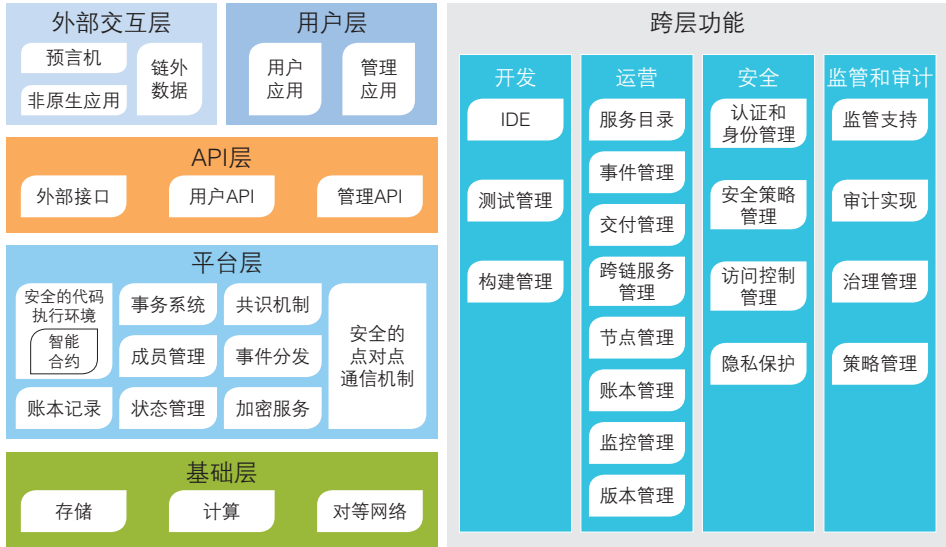 外部交互层
预言机
非原生应用
链外
数据
用户层
用户
应用
管理
应用
API层
外部接口
用户API
管理API
平台层
安全的代码
执行环境
智能
合约
事务系统
共识机制
成员管理
事件分发
账本记录
状态管理
加密服务
安全的
点对点
通信机制
基础层
存储
计算
对等网络
跨层功能
开发
IDE
测试管理
构建管理
运营
服务目录
事件管理
交付管理
跨链服务
管理
节点管理
账本管理
监控管理
版本管理
安全
认证和
身份管理
安全策略
管理
访问控制
管理
隐私保护
监管和审计
监管支持
审计实现
治理管理
策略管理